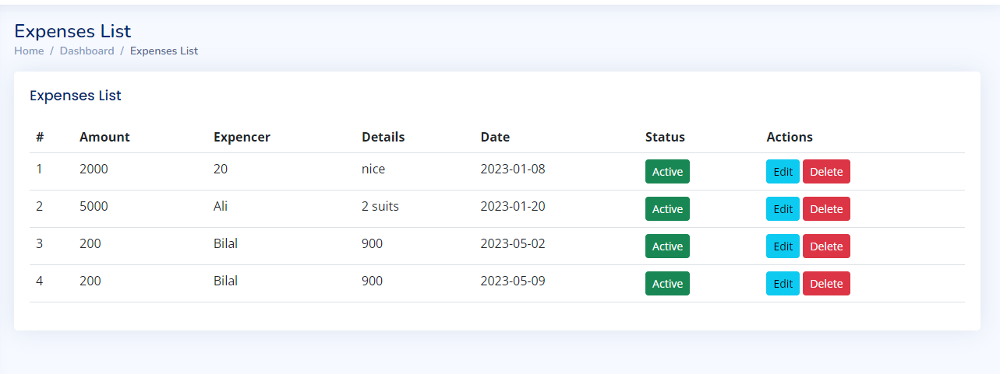 Expenses List
Home / Dashboard / Expenses List
Expenses List
# Amount Expencer Details Date Status Actions
1 2000 20 nice 2023-01-08 Active Edit Delete
2 5000 Ali 2 suits 2023-01-20 Active Edit Delete
3 200 Bilal 900 2023-05-02 Active Edit Delete
4 200 Bilal 900 2023-05-09 Active Edit Delete